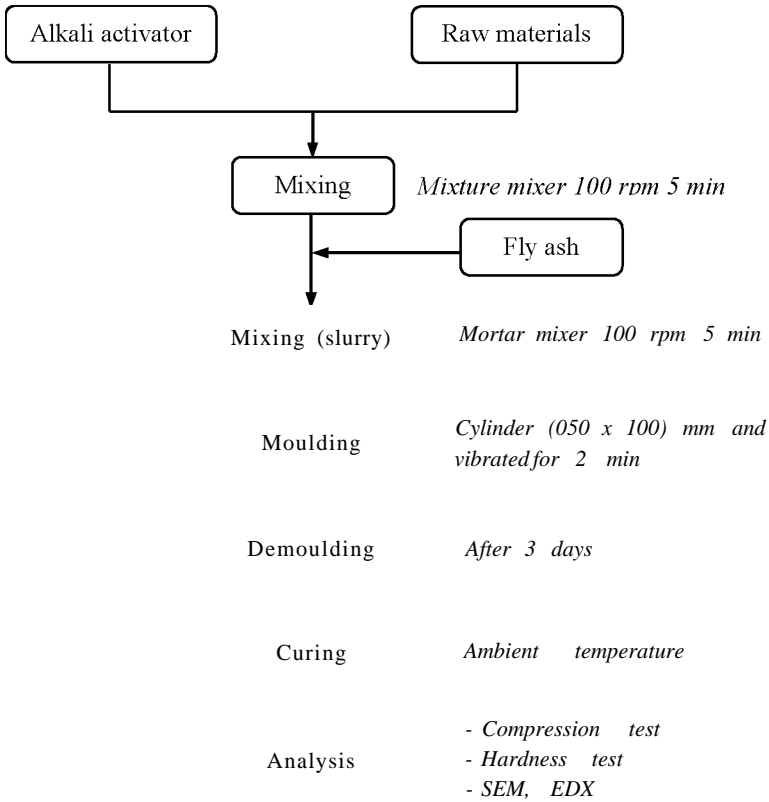 Alkali activator
Raw materials
Mixing
Mixture mixer 100 rpm 5 min
Fly ash
Mixing (slurry)
Mortar mixer 100 rpm 5 min
Moulding
Cylinder (050 x 100) mm and
vibrated for 2 min
Demoulding
After 3 days
Curing
Ambient temperature
Analysis
- Compression test
- Hardness test
- SEM, EDX